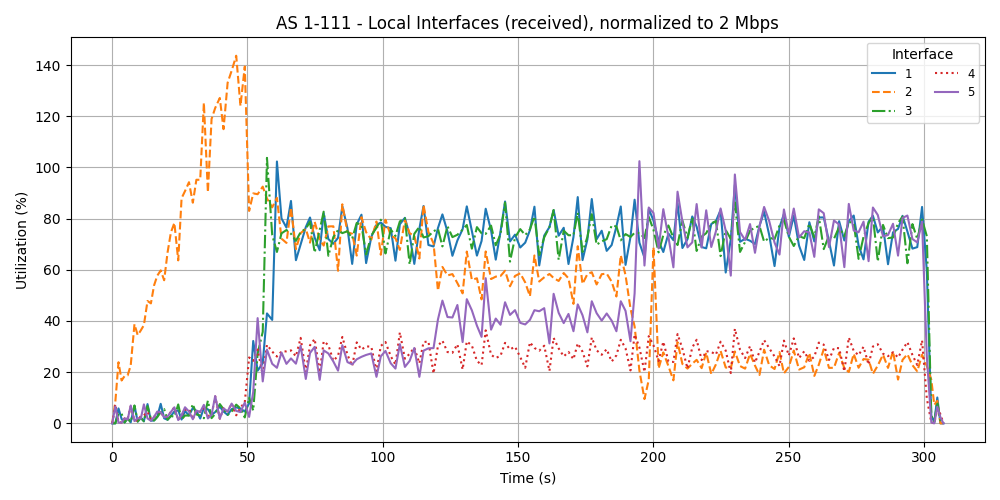 AS 1-111 - Local Interfaces (received), normalized to 2 Mbps
Interface
1
2
3
4
5
Utilization (%)
140
120
100
80
60
40
20
0
0 50 100 150 200 250 300
Time (s)